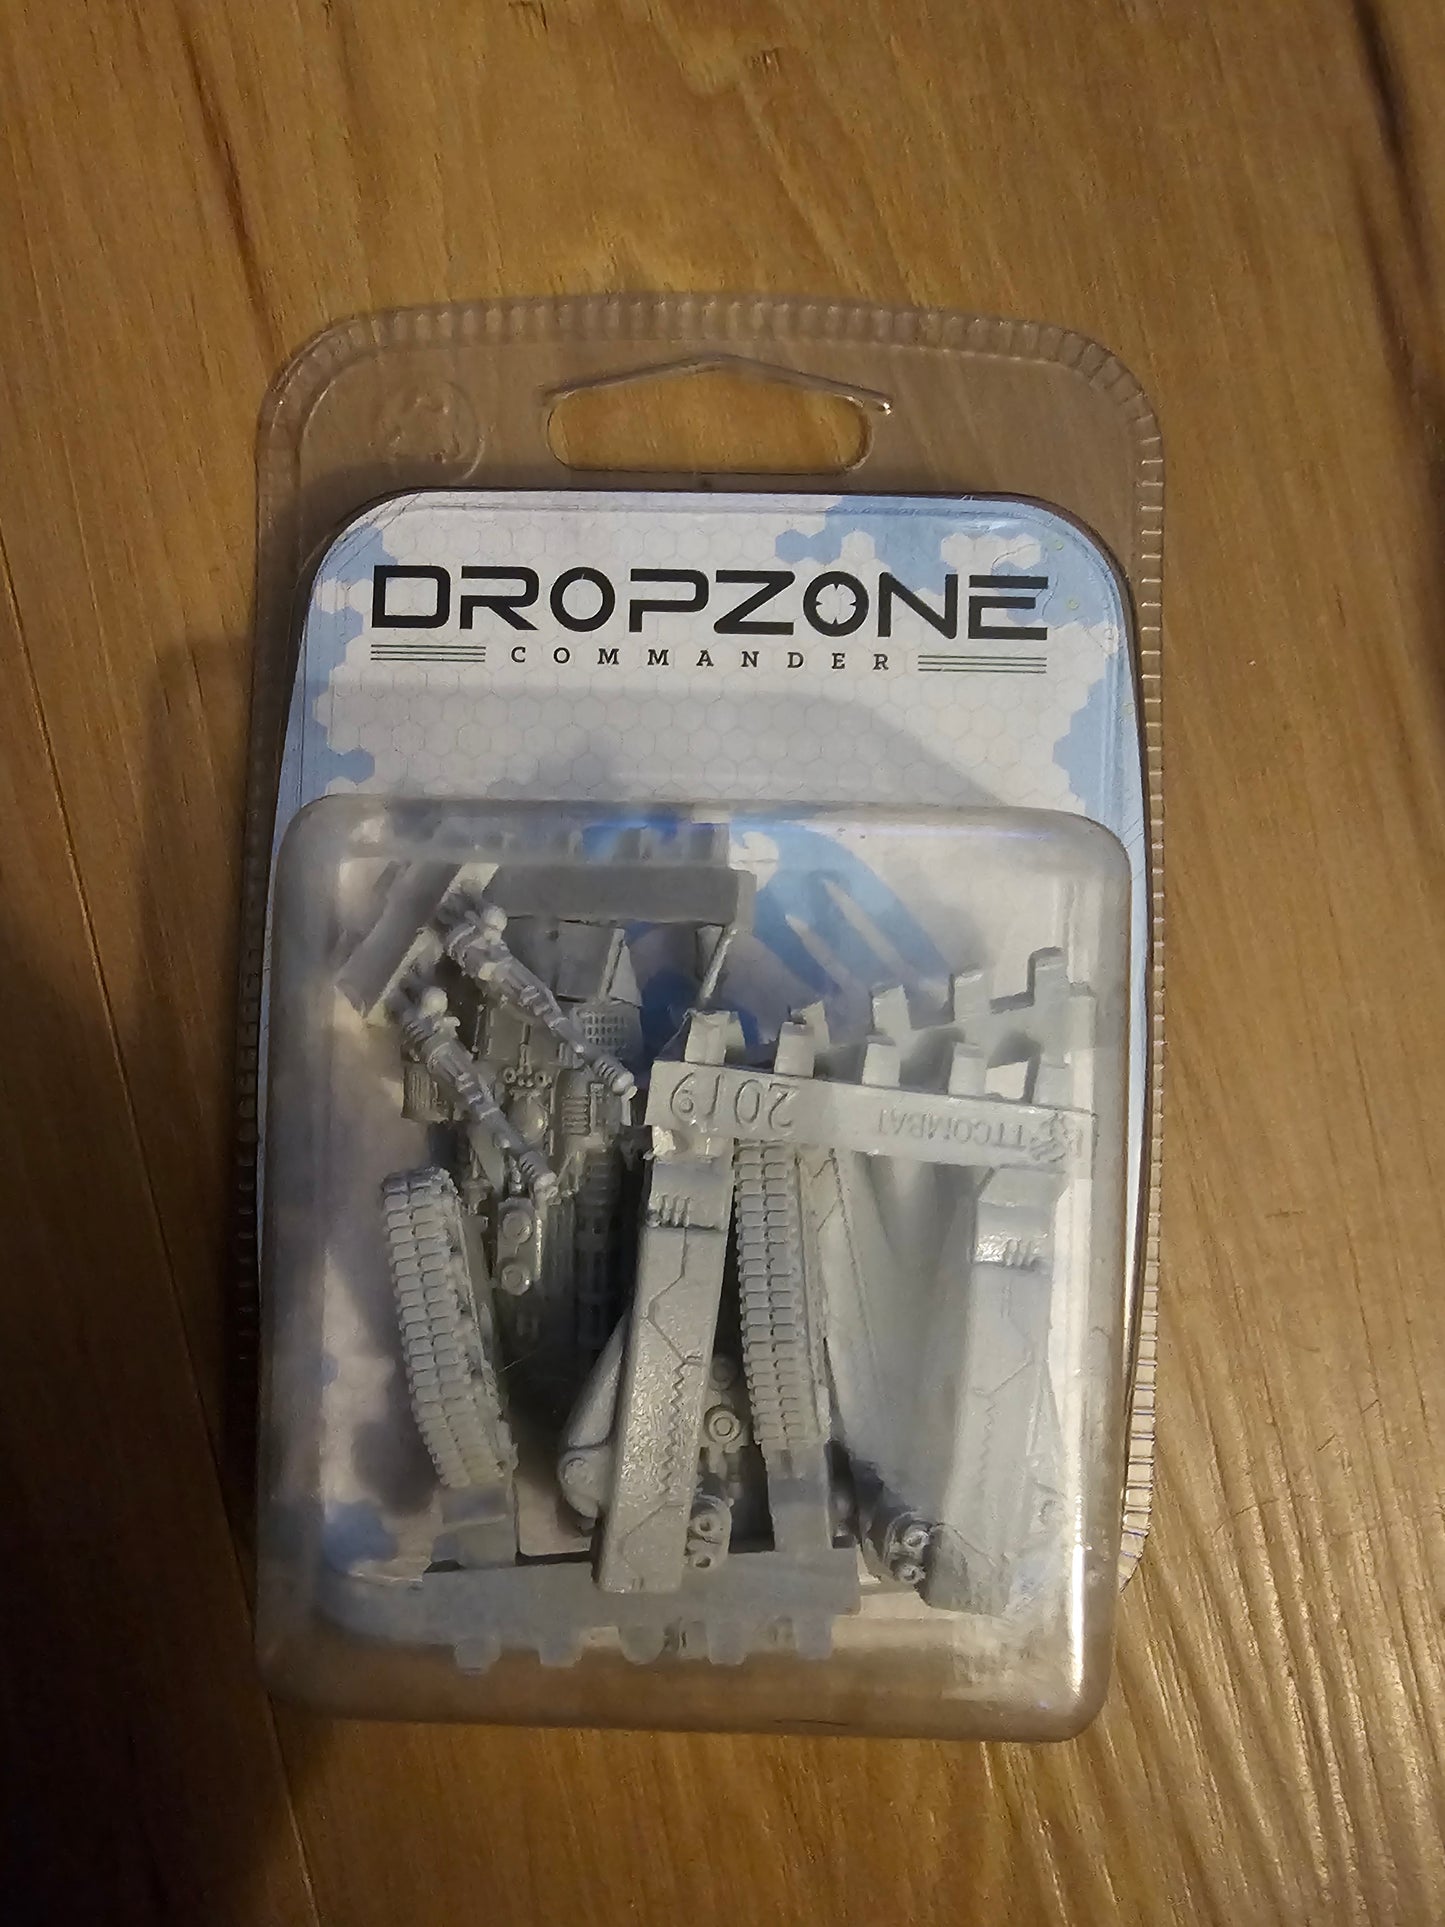 DROPZONE
COMMANDER
2019
TTCOMBAT